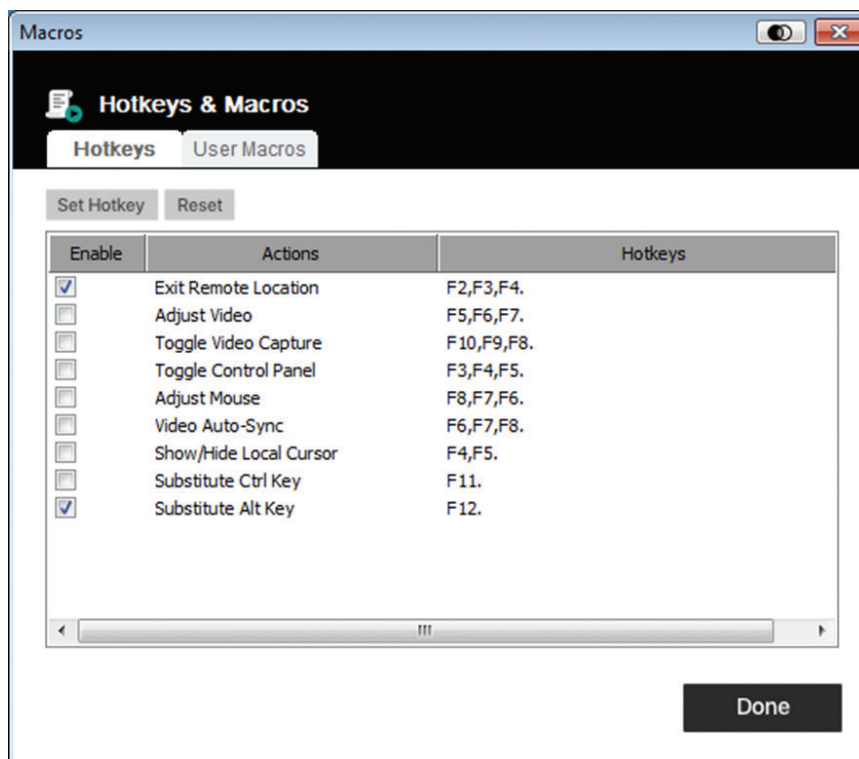 Macros
Hotkeys & Macros
Hotkeys User Macros
Set Hotkey Reset
Enable Actions Hotkeys
Exit Remote Location F2,F3,F4.
Adjust Video F5,F6,F7.
Toggle Video Capture F10,F9,F8.
Toggle Control Panel F3,F4,F5.
Adjust Mouse F8,F7,F6.
Video Auto-Sync F6,F7,F8.
Show/Hide Local Cursor F4,F5.
Substitute Ctrl Key F11.
Substitute Alt Key F12.
Done